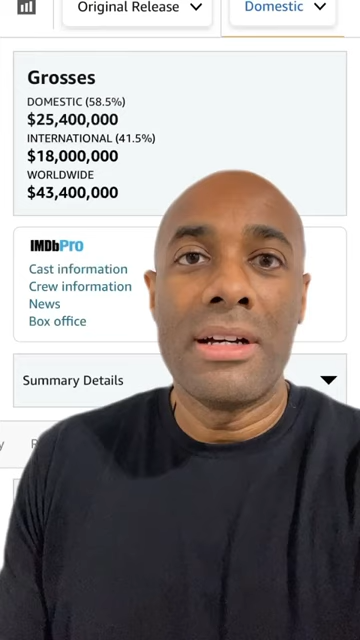 Original Release
Domestic
Grosses
DOMESTIC (58.5%)
$25,400,000
INTERNATIONAL (41.5%)
$18,000,000
WORLDWIDE
$43,400,000
IMDbPro
Cast information
Crew information
News
Box office
Summary Details